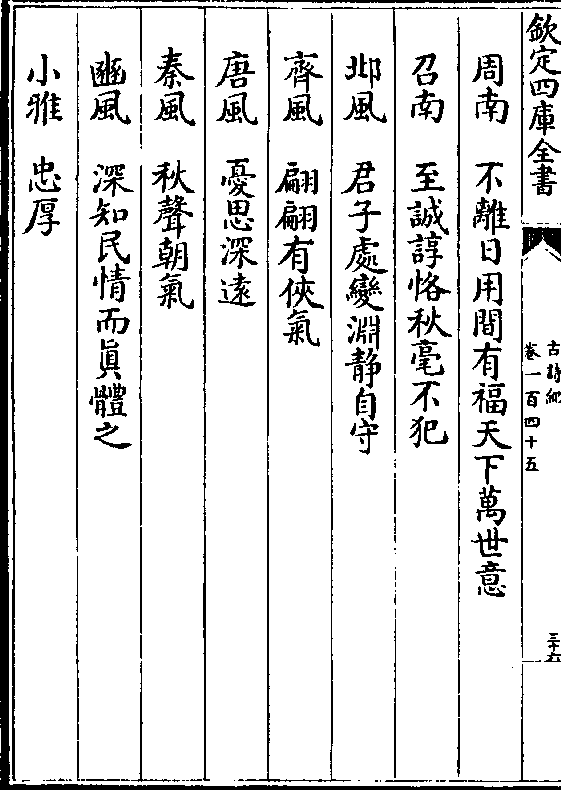 欽定四庫全書
古詩紀
卷一百四十五
三十六
周南　不離日用間有福天下萬世意
召南　至誠諄恪秋毫不犯
邶風　君子處變淵静自守
齊風　翩翩有俠氣
唐風　憂思深遠
秦風　秋聲朝氣
豳風　深知民情而眞體之
小雅　忠厚